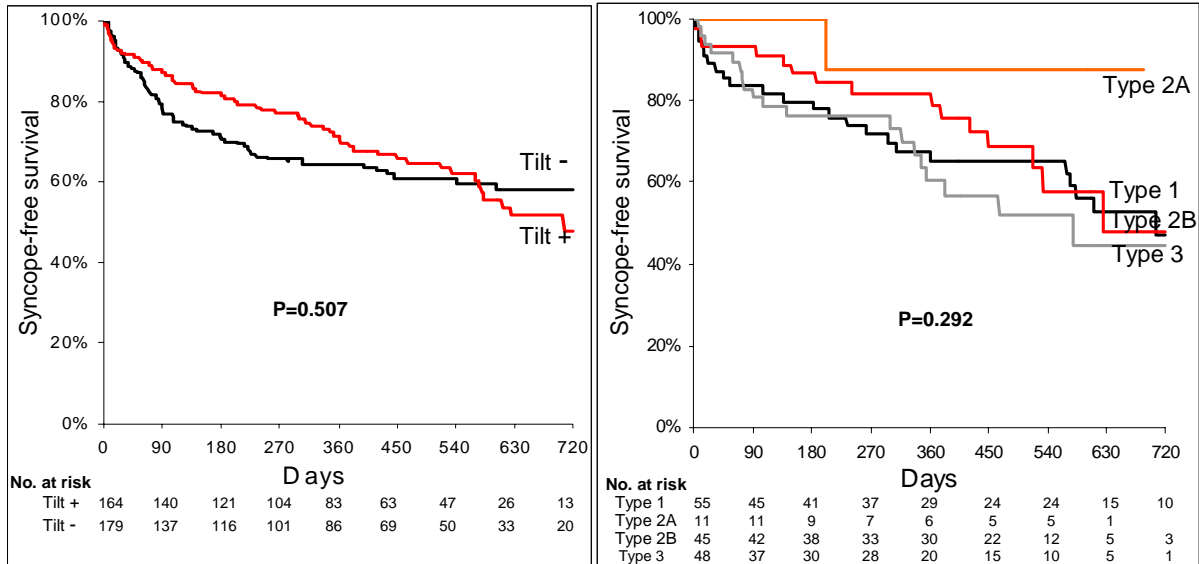 100%
80%
60%
40%
20%
0%
Syncope-free survival
Tilt -
Tilt +
P=0.507
0 90 180 270 360 450 540 630 720
Days
No. at risk
Tilt + 164 140 121 104 83 63 47 26 13
Tilt - 179 137 116 101 86 69 50 33 20
100%
80%
60%
40%
20%
0%
Syncope-free survival
Type 2A
Type 1
Type 2B
Type 3
P=0.292
0 90 180 270 360 450 540 630 720
Days
No. at risk
Type 1 55 45 41 37 29 24 24 15 10
Type 2A 11 11 9 7 6 5 5 1
Type 2B 45 42 38 33 30 22 12 5 3
Type 3 48 37 30 28 20 15 10 5 1